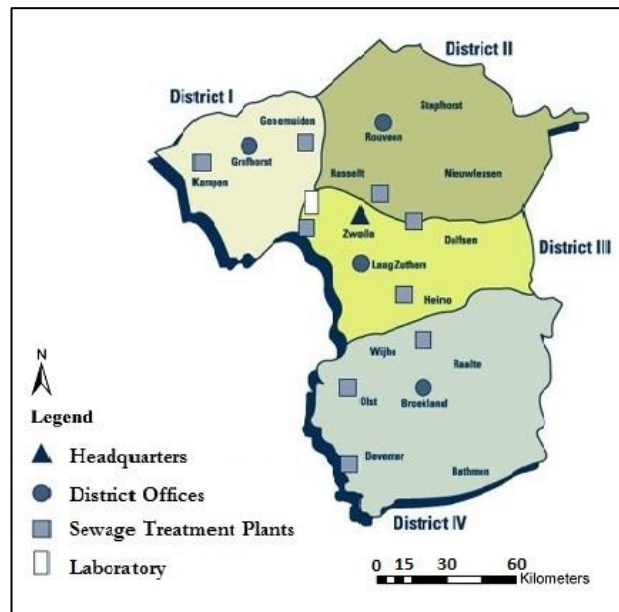 District II
District I
Staphorst
Genemuiden
Rouveen
Grafhorst
Hasselt
Nieuwleusen
Kampen
Zwolle
Dalfsen
District III
Laag Zuthem
Heino
Wijhe
Raalte
Olst
Broekland
Deventer
Bathmen
District IV
N
Legend
Headquarters
District Offices
Sewage Treatment Plants
Laboratory
0 15 30 60
Kilometers